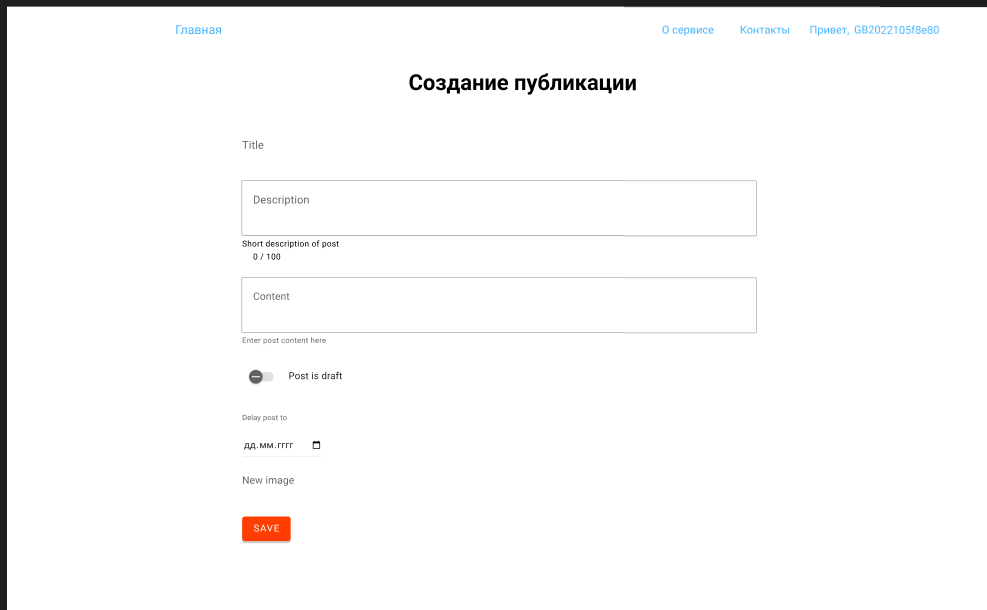 Главная
О сервисе Контакты Привет, GB2022105f8e80
Создание публикации
Title
Description
Short description of post
0 / 100
Content
Enter post content here
Post is draft
Delay post to
дд.мм.гггг
New image
SAVE